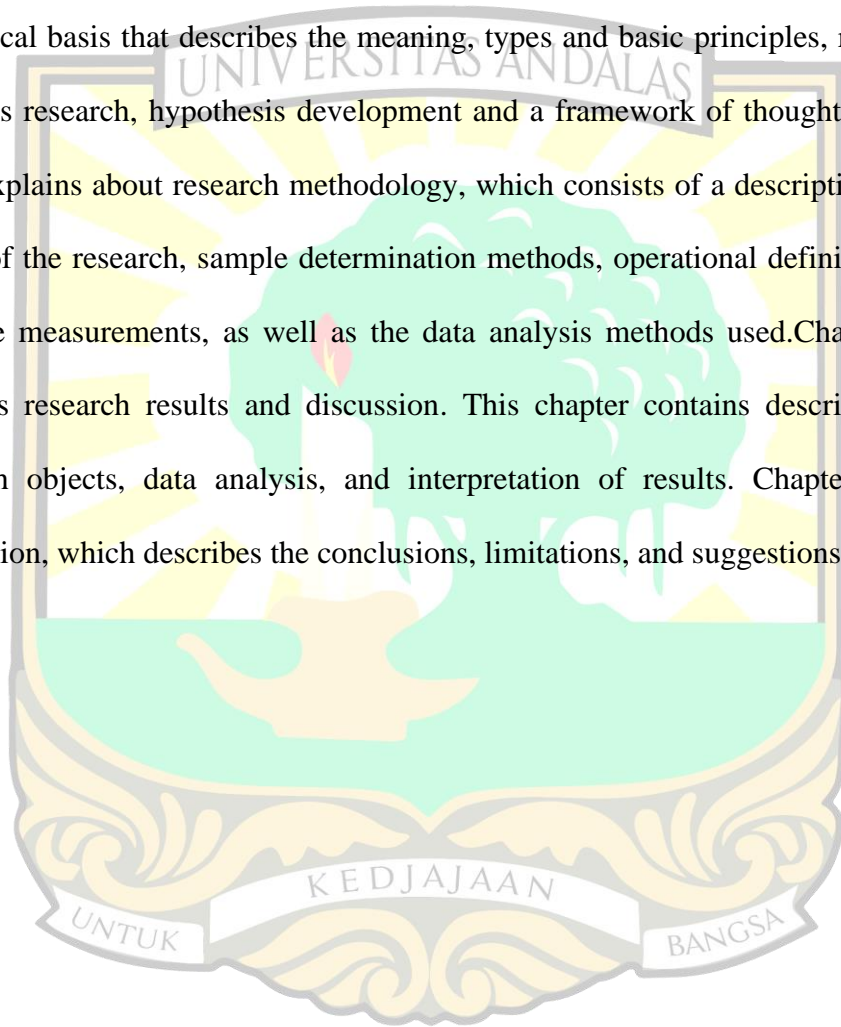 cal basis that describes the meaning, types and basic principles, r
UNIVERSITAS ANDALAS
s research, hypothesis development and a framework of thought
xplains about research methodology, which consists of a descripti
of the research, sample determination methods, operational defini
e measurements, as well as the data analysis methods used.Cha
s research results and discussion. This chapter contains descri
n objects, data analysis, and interpretation of results. Chapte
ion, which describes the conclusions, limitations, and suggestions
KEDJAJAAN
UNTUK
BANGSA